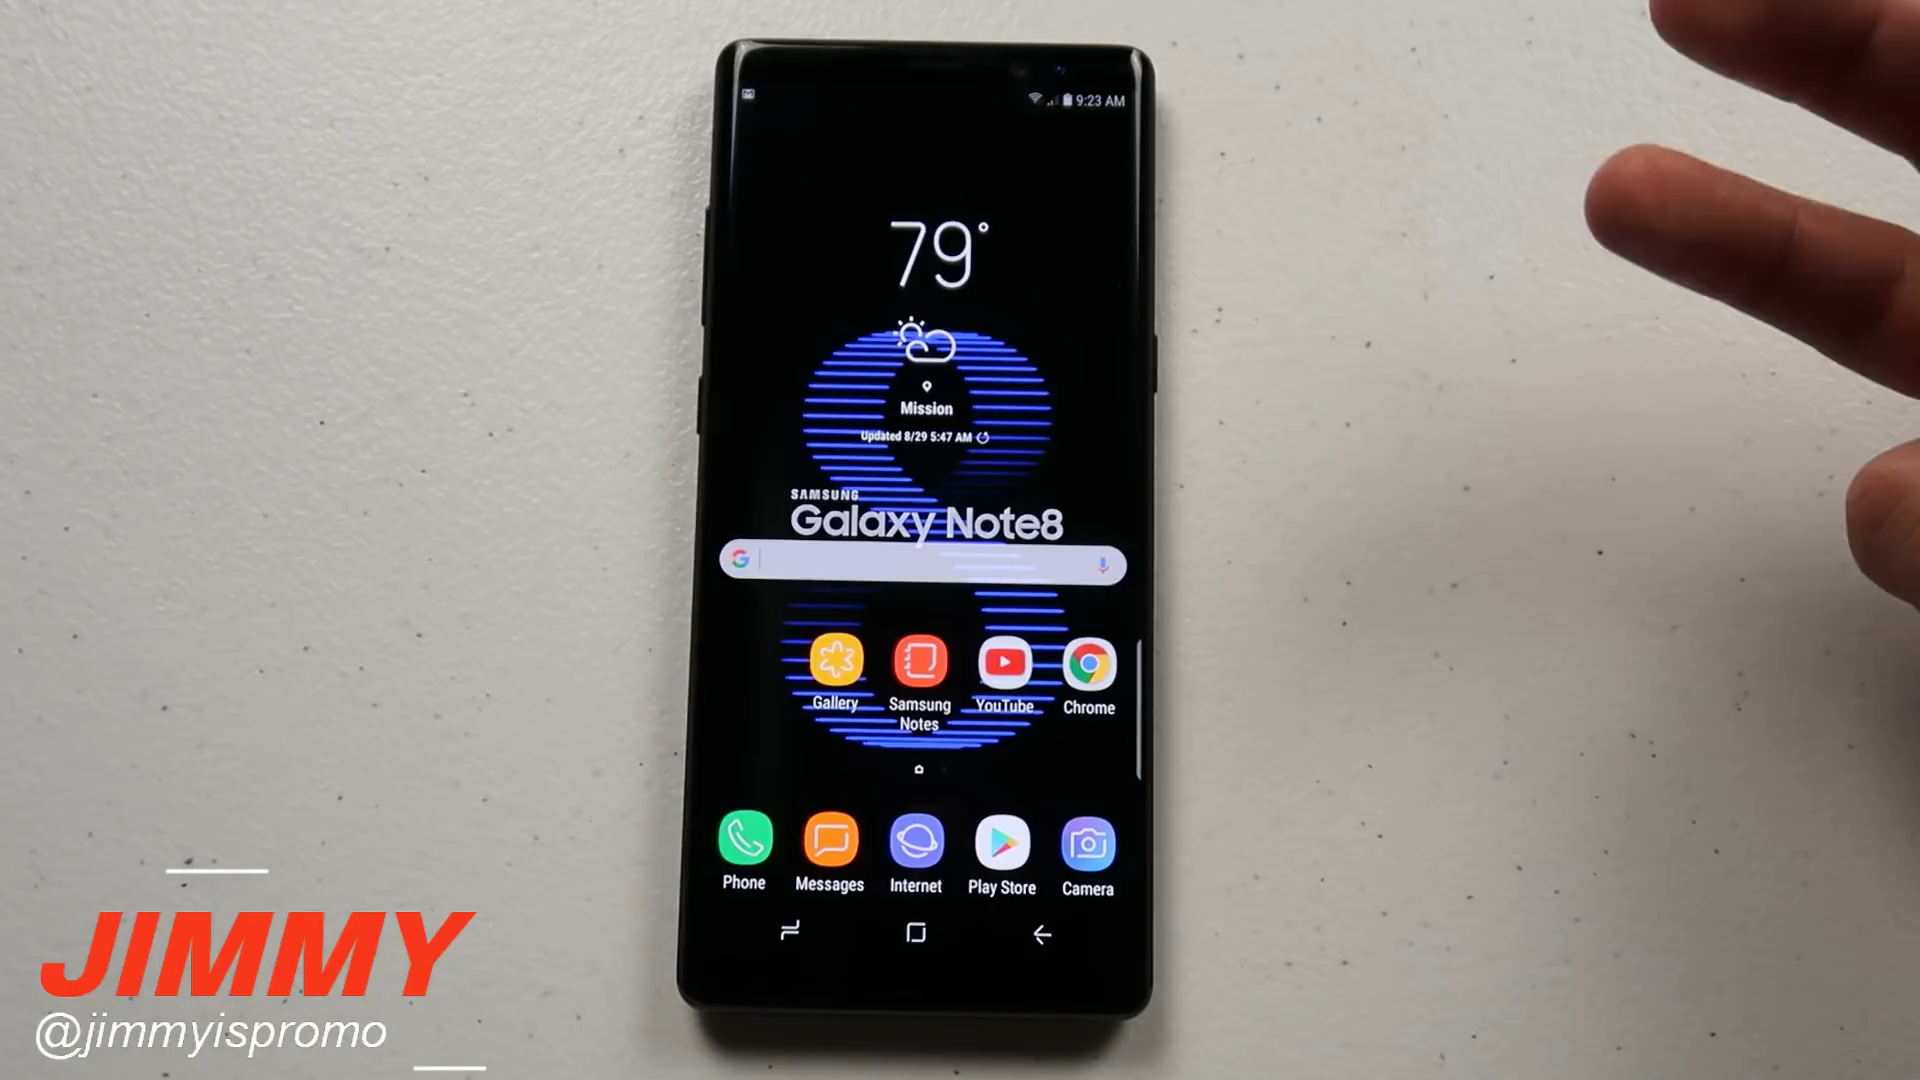 9:23 AM
79°
Mission
Updated 8/29 5:47 AM
SAMSUNG
Galaxy Note8
Gallery
Samsung
Notes
YouTube
Chrome
Phone
Messages
Internet
Play Store
Camera
JIMMY
@jimmyispromo